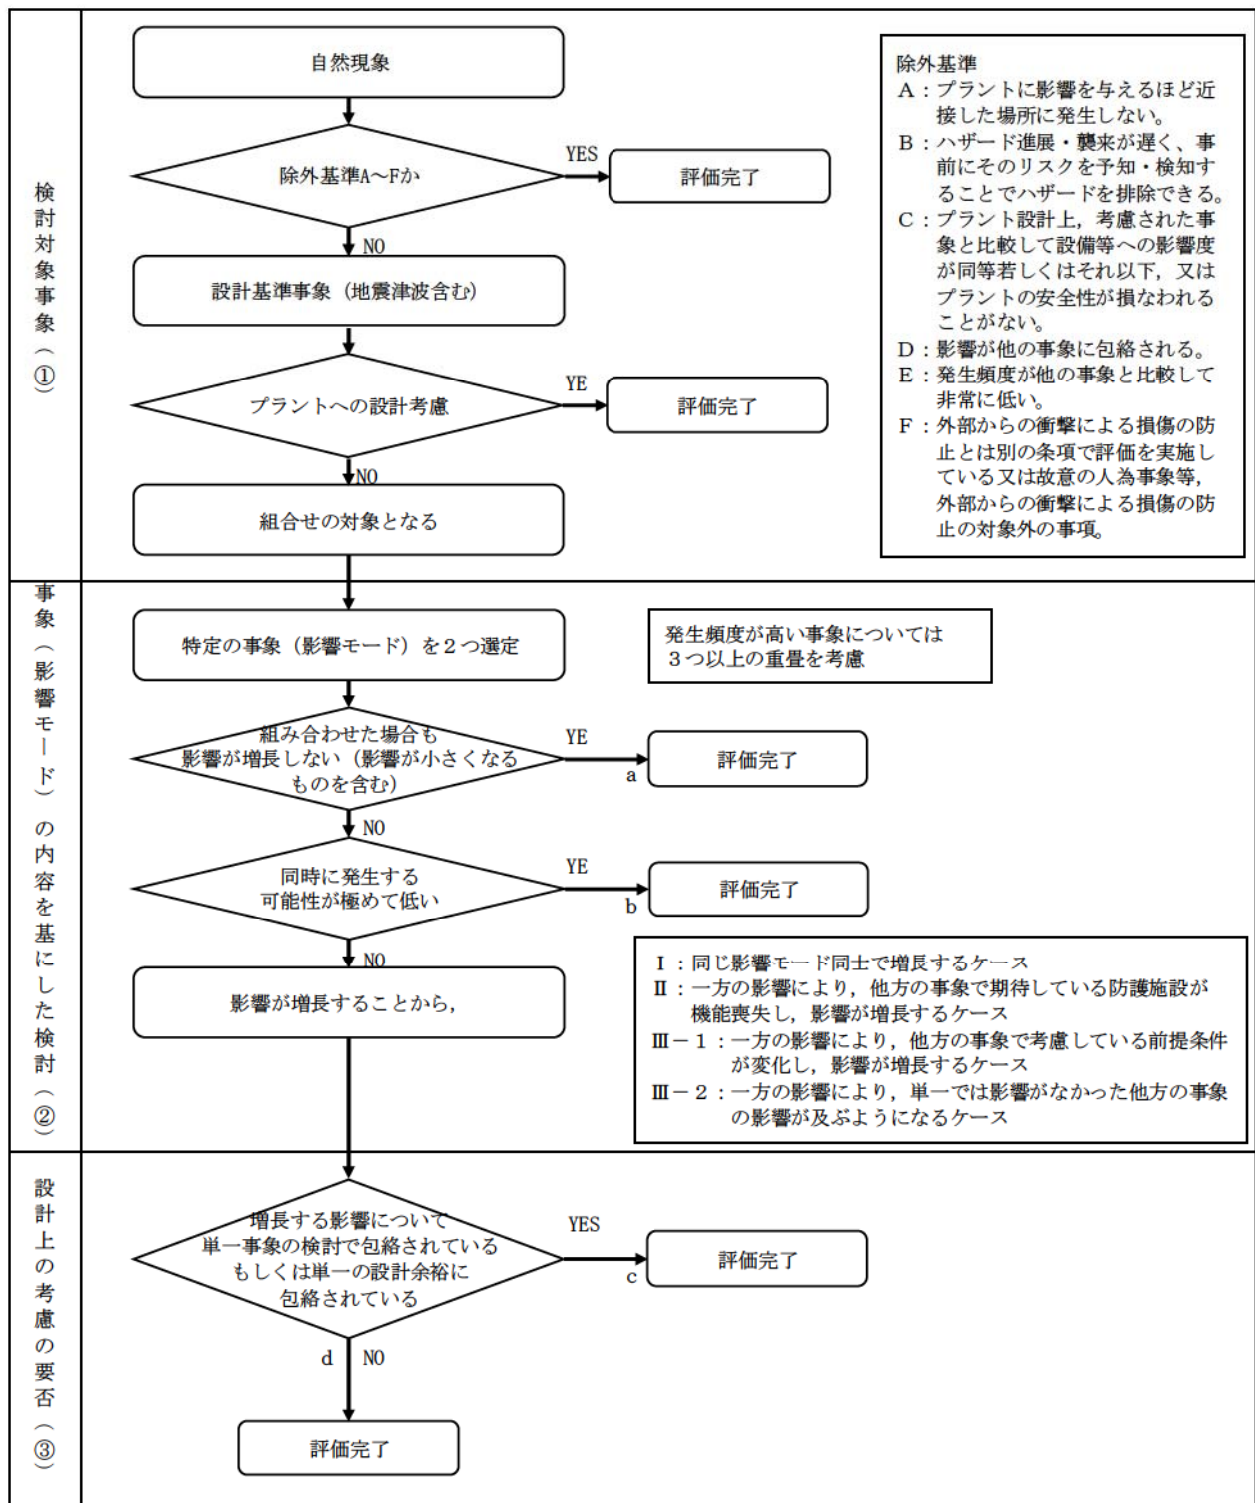 検討対象事象（①）
自然現象
除外基準A～Fか
YES
評価完了
NO
設計基準事象（地震津波含む）
プラントへの設計考慮
YE
評価完了
NO
組合せの対象となる
除外基準
Ａ：プラントに影響を与えるほど近
接した場所に発生しない。
Ｂ：ハザード進展・襲来が遅く、事
前にそのリスクを予知・検知す
ることでハザードを排除できる。
Ｃ：プラント設計上，考慮された事
象と比較して設備等への影響度
が同等若しくはそれ以下，又は
プラントの安全性が損なわれる
ことがない。
Ｄ：影響が他の事象に包絡される。
Ｅ：発生頻度が他の事象と比較して
非常に低い。
Ｆ：外部からの衝撃による損傷の防
止とは別の条項で評価を実施し
ている又は故意の人為事象等，
外部からの衝撃による損傷の防
止の対象外の事項。
事象（影響モード）の内容を基にした検討（②）
特定の事象（影響モード）を２つ選定
発生頻度が高い事象については
３つ以上の重畳を考慮
組み合わせた場合も
影響が増長しない（影響が小さくなる
ものを含む）
YE
a
評価完了
NO
同時に発生する
可能性が極めて低い
YE
b
評価完了
NO
影響が増長することから，
Ⅰ：同じ影響モード同士で増長するケース
Ⅱ：一方の影響により，他方の事象で期待している防護施設が
機能喪失し，影響が増長するケース
Ⅲ－１：一方の影響により，他方の事象で考慮している前提条件
が変化し，影響が増長するケース
Ⅲ－２：一方の影響により，単一では影響がなかった他方の事象
の影響が及ぶようになるケース
設計上の考慮の要否（③）
増長する影響について
単一事象の検討で包絡されている
もしくは単一の設計余裕に
包絡されている
YES
c
評価完了
d NO
評価完了